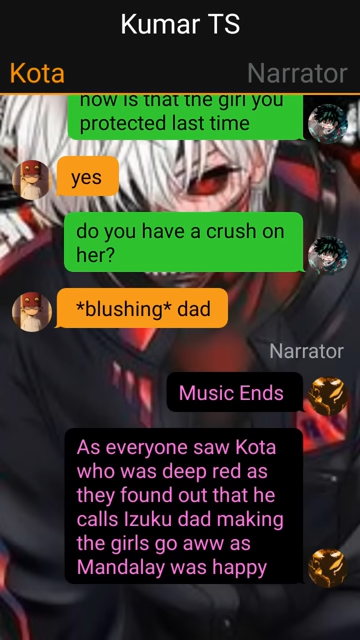 Kumar TS
Kota
Narrator
now is that the girl you
protected last time
yes
do you have a crush on
her?
*blushing* dad
Narrator
Music Ends
As everyone saw Kota
who was deep red as
they found out that he
calls Izuku dad making
the girls go aww as
Mandalay was happy